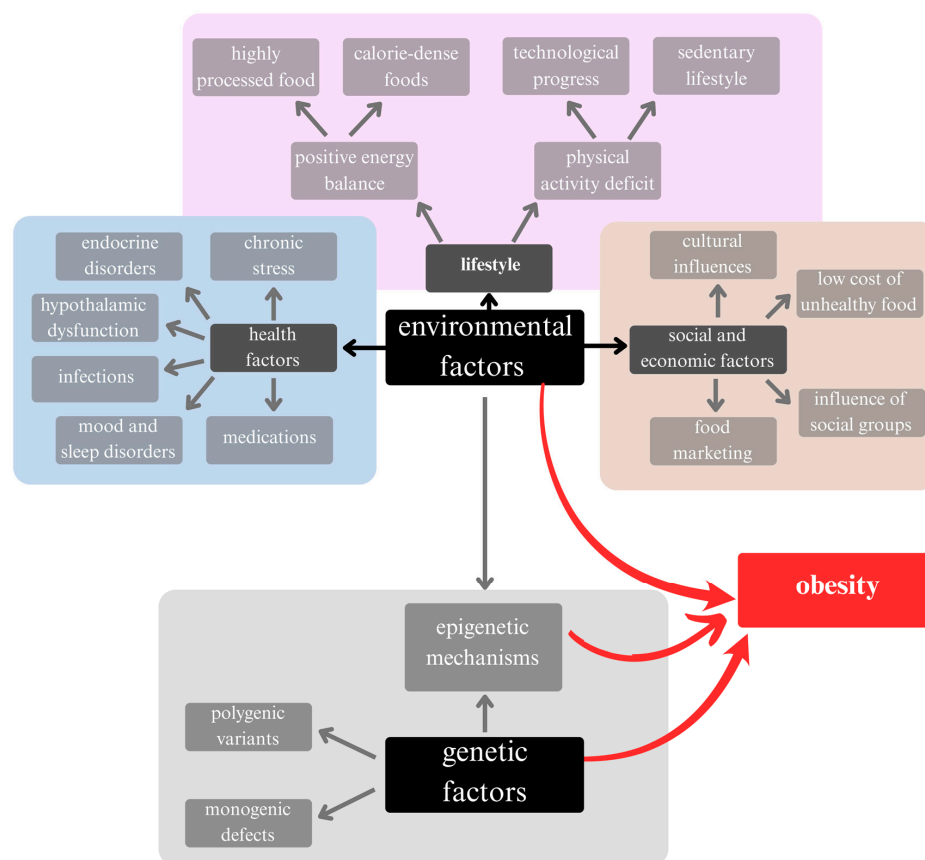 highly
processed food
calorie-dense
foods
technological
progress
sedentary
lifestyle
positive energy
balance
physical
activity deficit
lifestyle
endocrine
disorders
chronic
stress
hypothalamic
dysfunction
health
factors
infections
mood and
sleep disorders
medications
environmental
factors
cultural
influences
low cost of
unhealthy food
social and
economic factors
influence of
social groups
food
marketing
obesity
epigenetic
mechanisms
polygenic
variants
genetic
factors
monogenic
defects